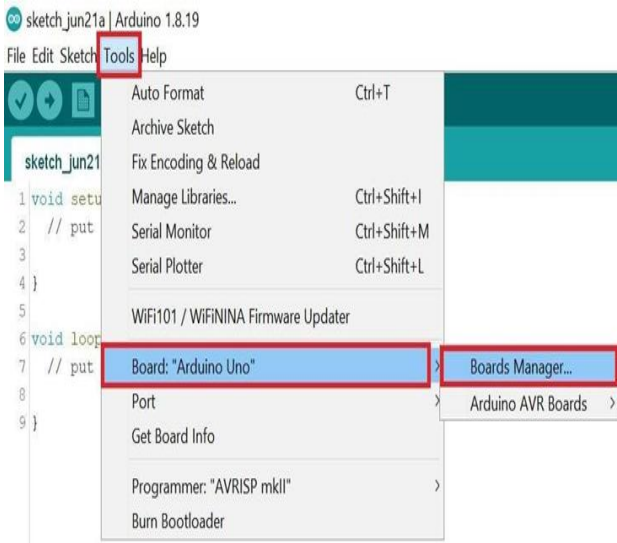 sketch_jun21a | Arduino 1.8.19
File Edit Sketch Tools Help
Auto Format Ctrl+T
Archive Sketch
sketch_jun21 Fix Encoding & Reload
1 void setu Manage Libraries... Ctrl+Shift+I
2 // put Serial Monitor Ctrl+Shift+M
3 Serial Plotter Ctrl+Shift+L
4 }
5 WiFi101 / WiFiNINA Firmware Updater
6 void loop
7 // put Board: "Arduino Uno" > Boards Manager...
8 Port > Arduino AVR Boards >
9 } Get Board Info
Programmer: "AVRISP mkII" >
Burn Bootloader